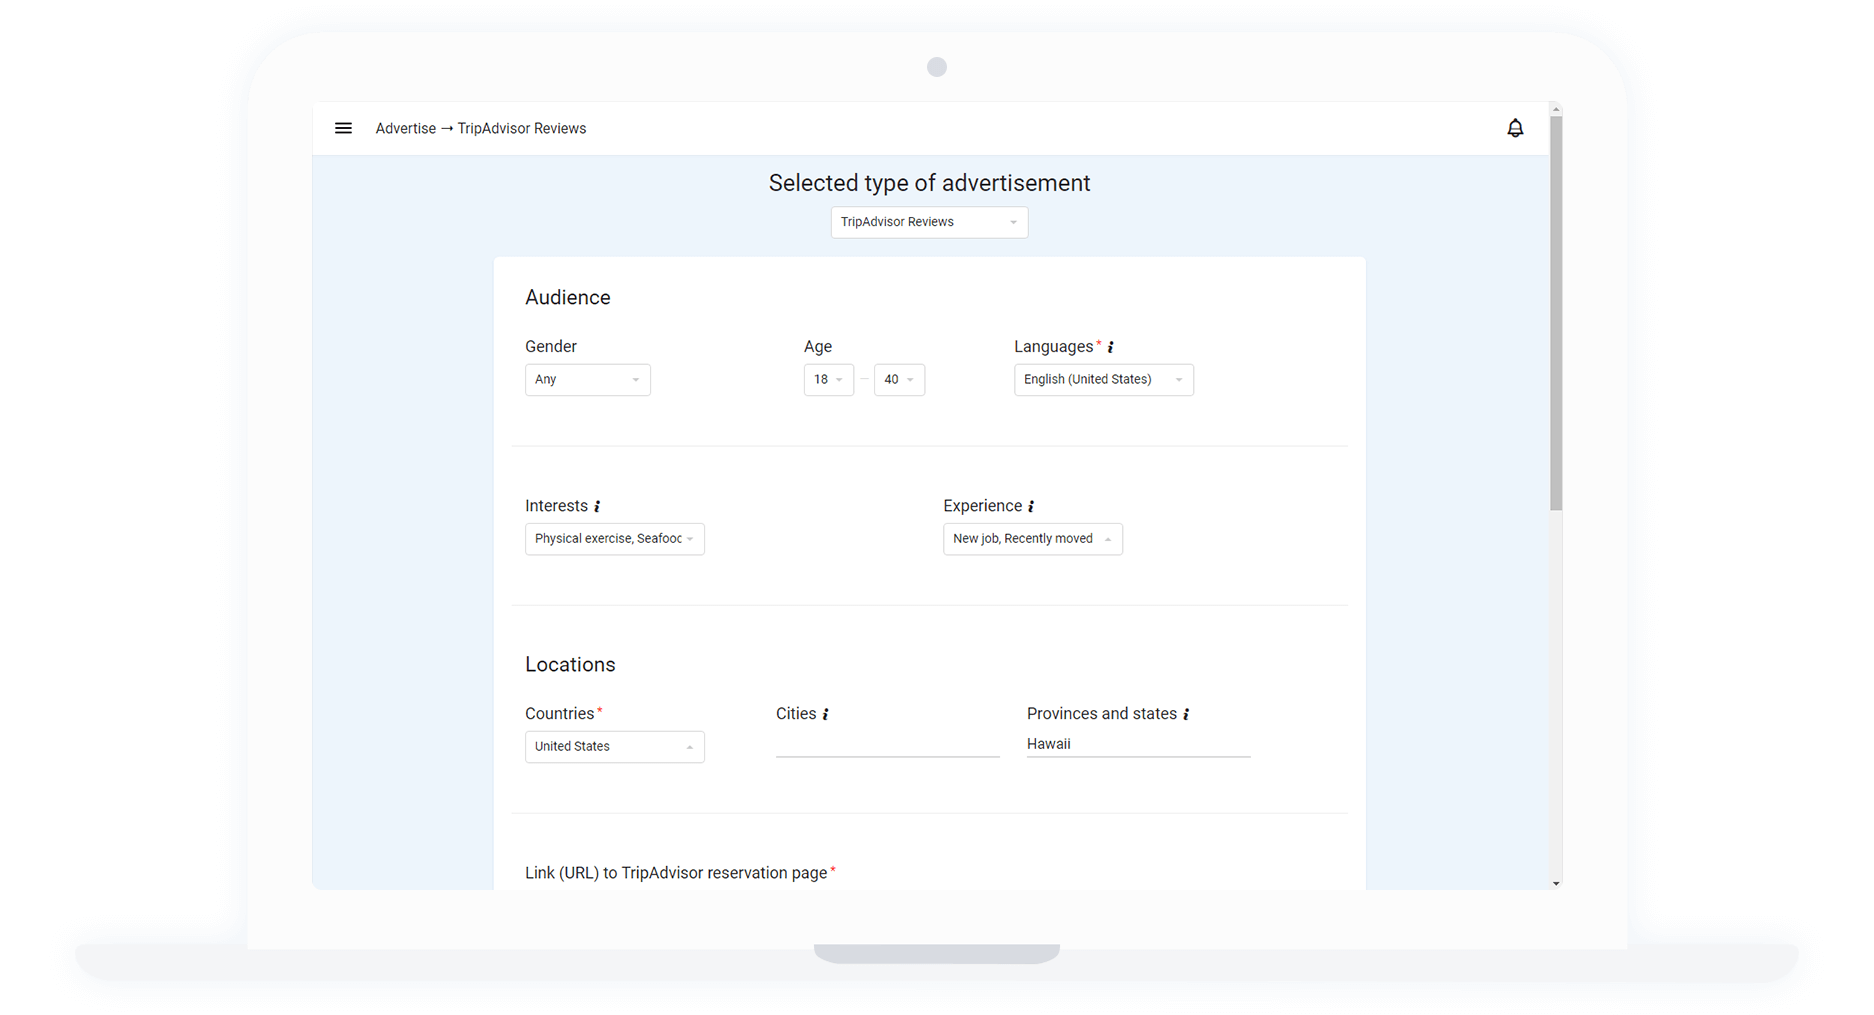 Advertise → TripAdvisor Reviews
Selected type of advertisement
TripAdvisor Reviews
Audience
Gender Age Languages* i
Any 18 – 40 English (United States)
Interests i Experience i
Physical exercise, New job, Recently moved
Locations
Countries* Cities i Provinces and states i
United States Hawaii
Link (URL) to TripAdvisor reservation page*